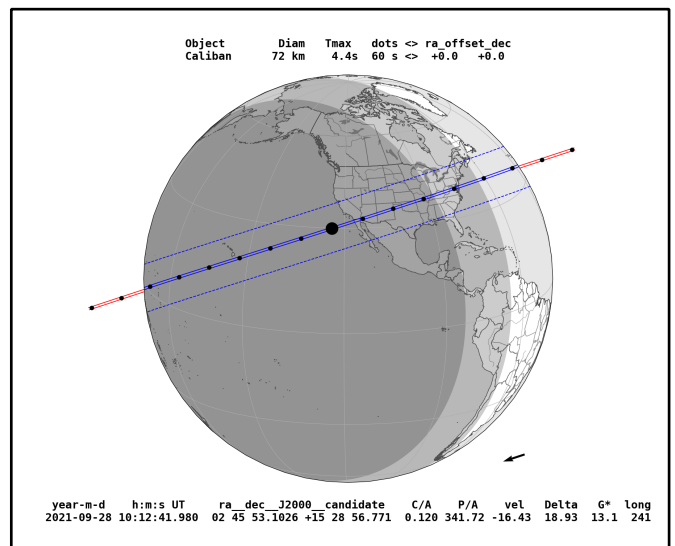 Object Diam Tmax dots <> ra_offset_dec
Caliban 72 km 4.4s 60 s <> +0.0 +0.0
year-m-d h:m:s UT ra__dec__J2000__candidate C/A P/A vel Delta G* long
2021-09-28 10:12:41.980 02 45 53.1026 +15 28 56.771 0.120 341.72 -16.43 18.93 13.1 241